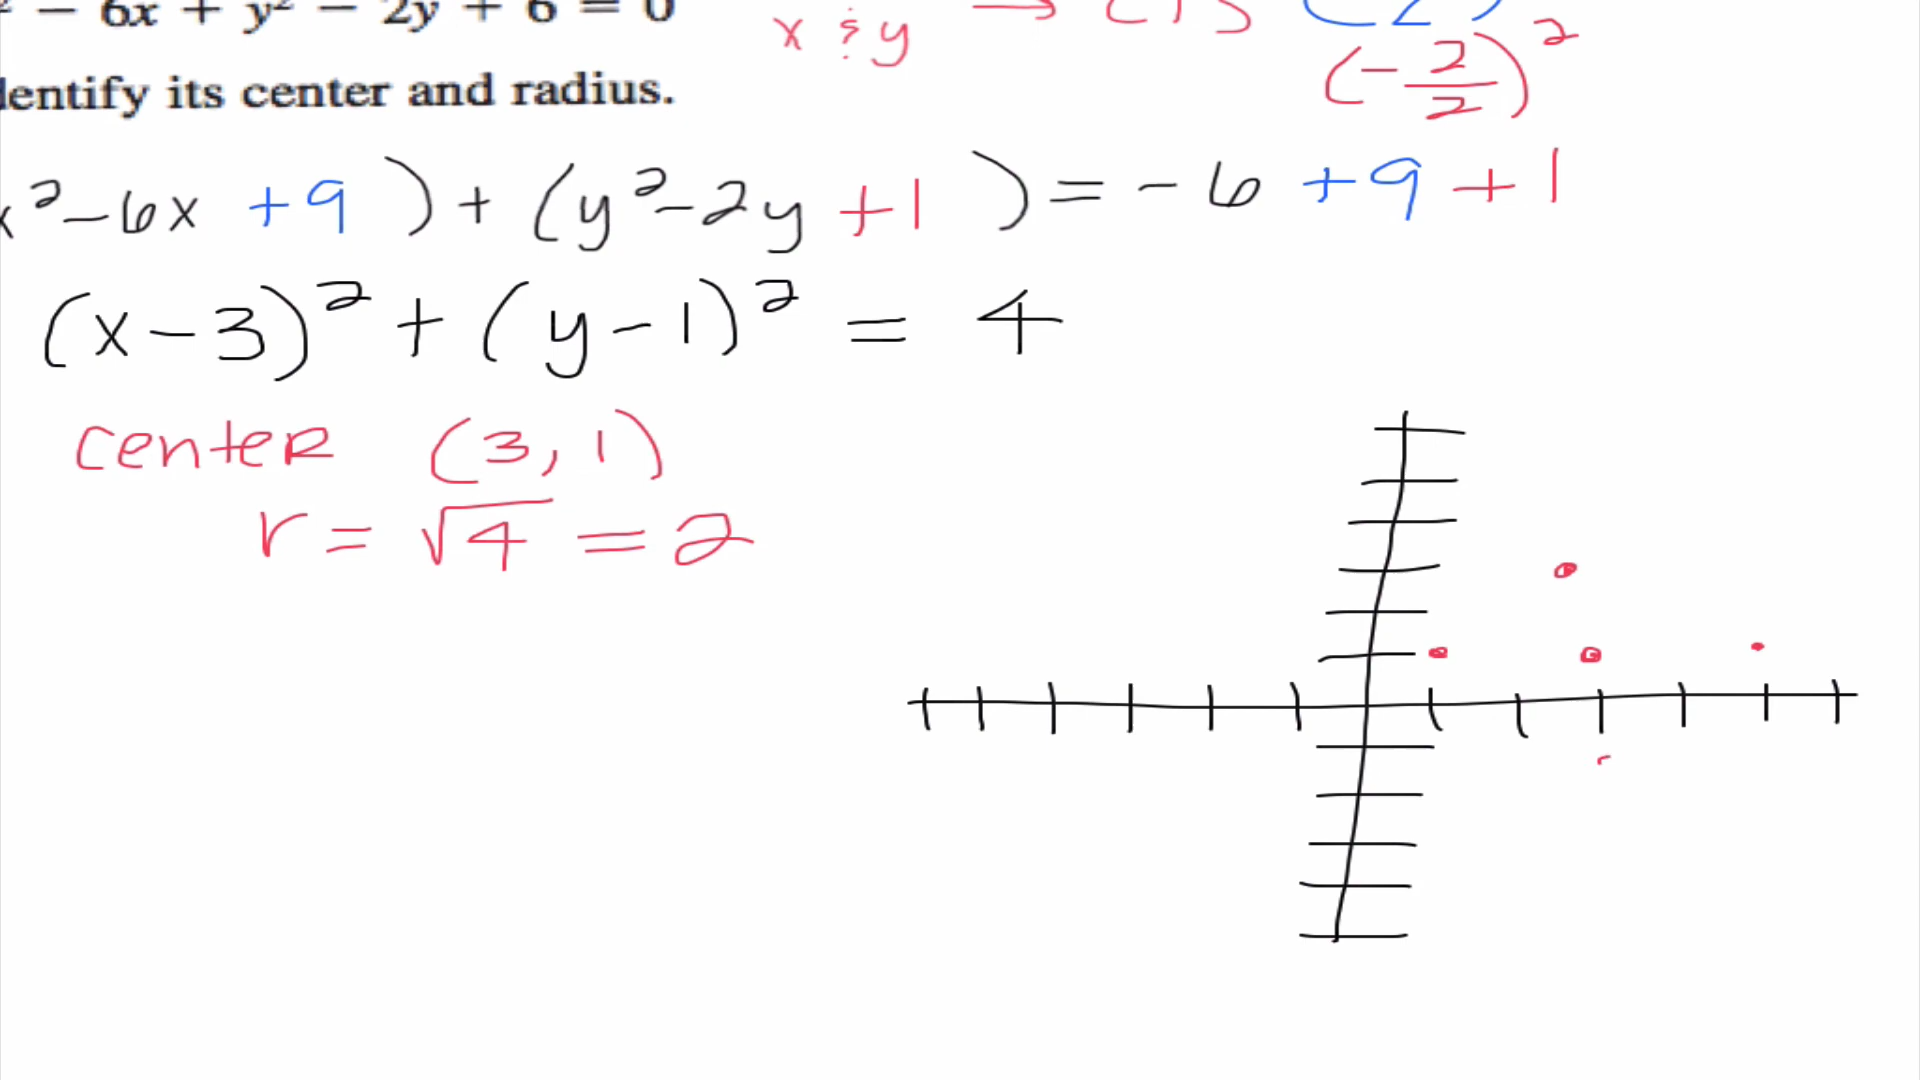 − 6x + y² − 2y + 6 = 0
dentify its center and radius.
x & y →
(-2/2)²
x² - 6x +9 ) + (y² - 2y +1 ) = -6 +9 +1
(x - 3)² + (y - 1)² = 4
center (3, 1)
r = √4 = 2